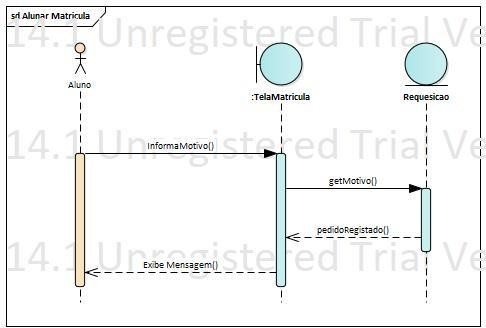 sd Alunar Matricula
14.1 Unregistered Trial Ve
Aluno
:TelaMatricula
Requesicao
14.1 Unregistered Trial Ve
InformaMotivo()
getMotivo()
pedidoRegistado()
14.1 Unregistered Trial Ve
Exibe Mensagem()